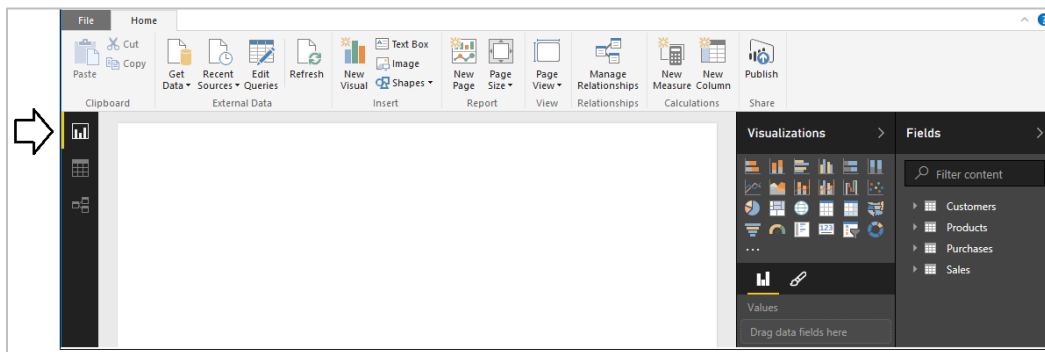 File Home
Cut
Copy
Paste
Get Data
Recent Sources
Edit Queries
Refresh
New Visual
Text Box
Image
Shapes
New Page
Page Size
Page View
Manage Relationships
New Measure
New Column
Publish
Clipboard External Data Insert Report View Relationships Calculations Share
Visualizations
123
Values
Drag data fields here
Fields
Filter content
Customers
Products
Purchases
Sales